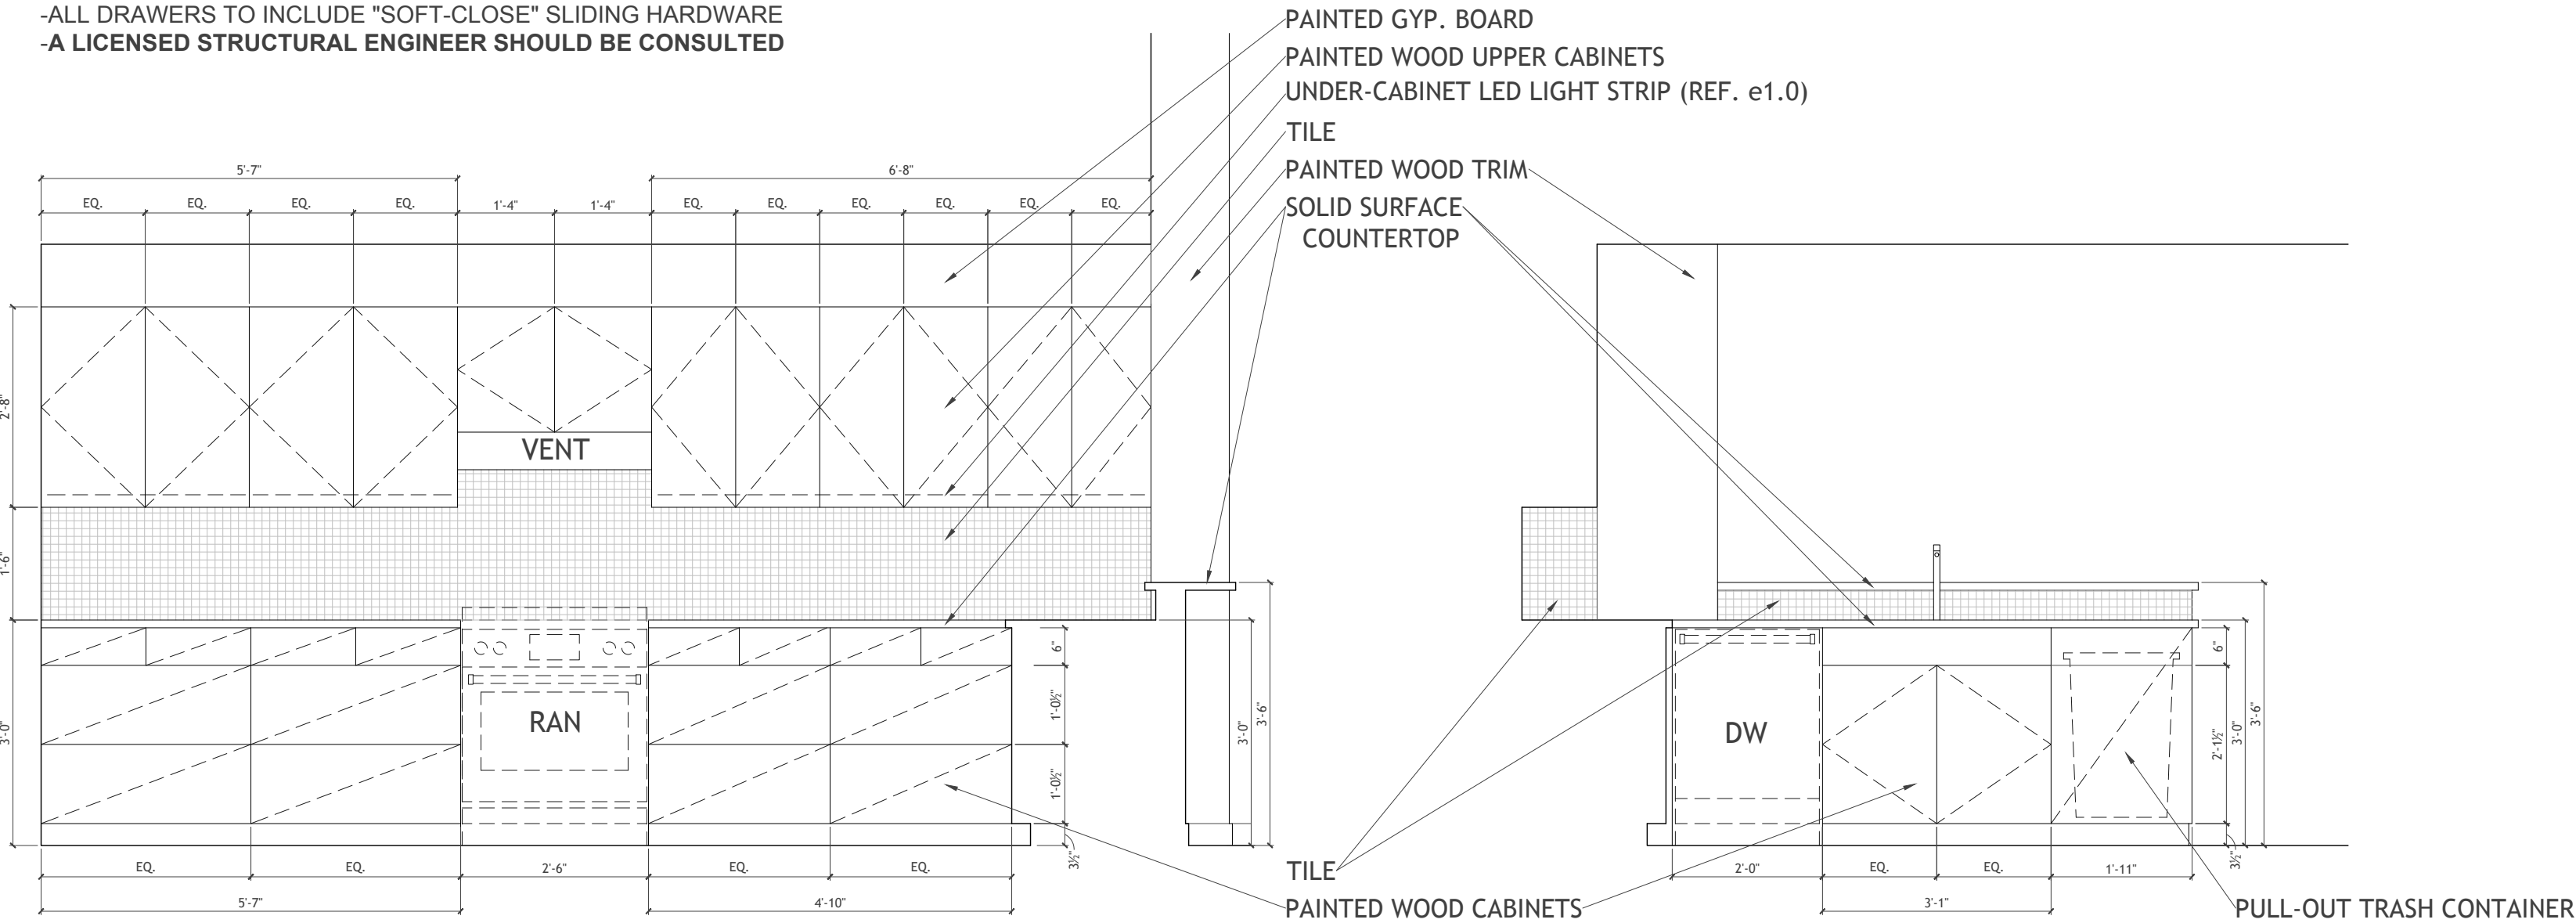 -ALL DRAWERS TO INCLUDE "SOFT-CLOSE" SLIDING HARDWARE
-A LICENSED STRUCTURAL ENGINEER SHOULD BE CONSULTED
PAINTED GYP. BOARD
PAINTED WOOD UPPER CABINETS
UNDER-CABINET LED LIGHT STRIP (REF. e1.0)
TILE
PAINTED WOOD TRIM
SOLID SURFACE
COUNTERTOP
5'-7"
6'-8"
EQ.
EQ.
EQ.
EQ.
1'-4"
1'-4"
EQ.
EQ.
EQ.
EQ.
EQ.
EQ.
2'-8"
1'-6"
3'-0"
VENT
RAN
6"
1'-0½"
1'-0½"
3½"
3'-0"
3'-6"
EQ.
EQ.
2'-6"
EQ.
EQ.
5'-7"
4'-10"
DW
6"
2'-1½"
3½"
3'-0"
3'-6"
2'-0"
EQ.
EQ.
1'-11"
3'-1"
TILE
PAINTED WOOD CABINETS
PULL-OUT TRASH CONTAINER